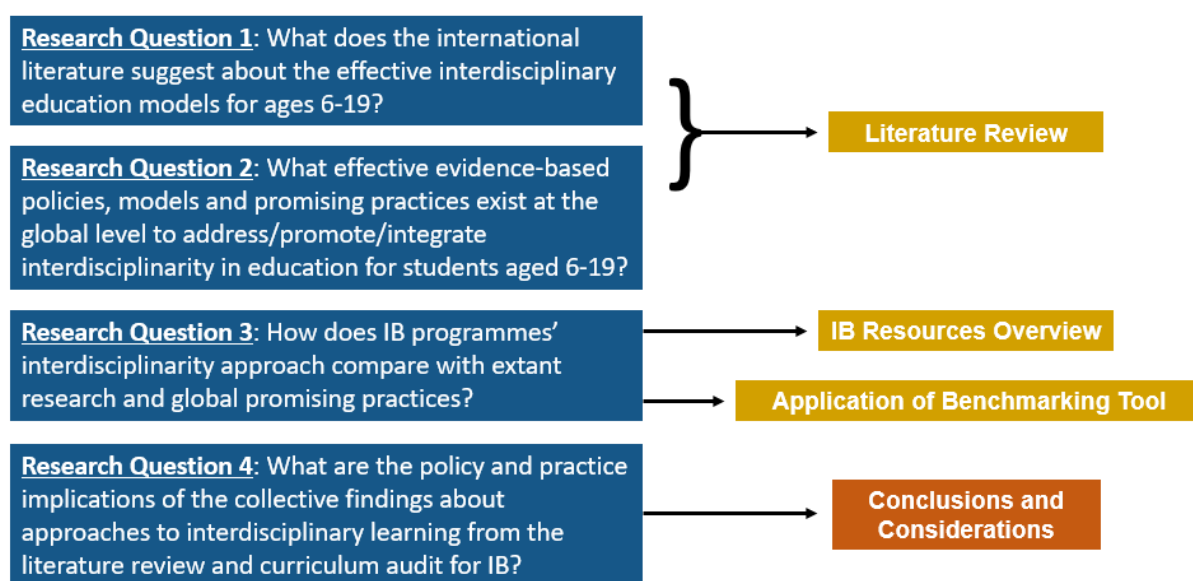 Research Question 1: What does the international
literature suggest about the effective interdisciplinary
education models for ages 6-19?
Literature Review
Research Question 2: What effective evidence-based
policies, models and promising practices exist at the
global level to address/promote/integrate
interdisciplinarity in education for students aged 6-19?
Research Question 3: How does IB programmes’
interdisciplinarity approach compare with extant
research and global promising practices?
IB Resources Overview
Application of Benchmarking Tool
Research Question 4: What are the policy and practice
implications of the collective findings about
approaches to interdisciplinary learning from the
literature review and curriculum audit for IB?
Conclusions and
Considerations